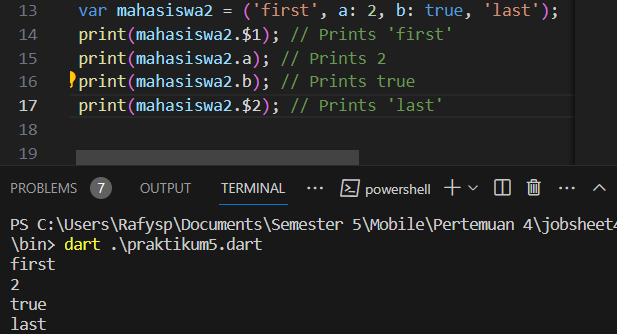 13 var mahasiswa2 = ('first', a: 2, b: true, 'last');
14 print(mahasiswa2.$1); // Prints 'first'
15 print(mahasiswa2.a); // Prints 2
16 print(mahasiswa2.b); // Prints true
17 print(mahasiswa2.$2); // Prints 'last'
18
19
PROBLEMS 7 OUTPUT TERMINAL ... powershell ...
PS C:\Users\Rafysp\Documents\Semester 5\Mobile\Pertemuan 4\jobsheet4
\bin> dart .\praktikum5.dart
first
2
true
last